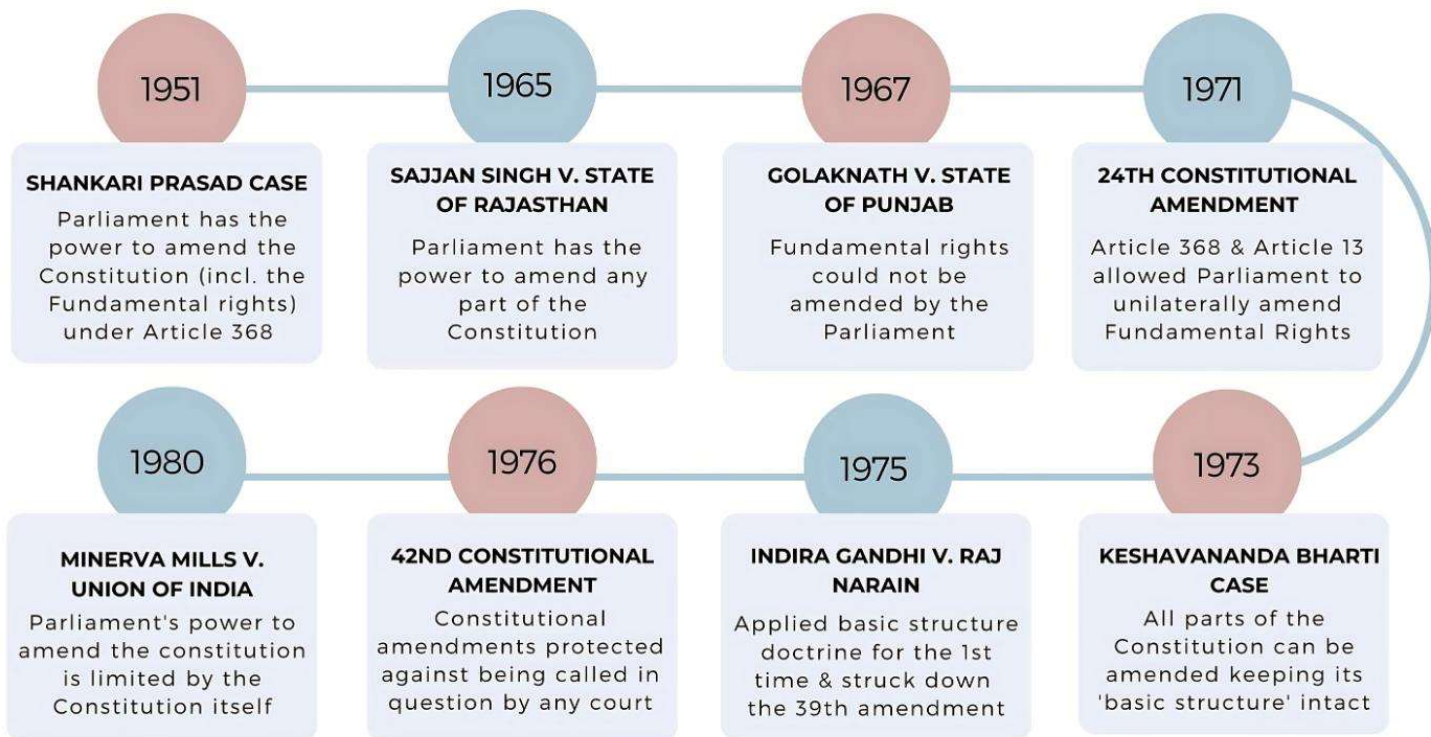 1951
SHANKARI PRASAD CASE
Parliament has the
power to amend the
Constitution (incl. the
Fundamental rights)
under Article 368
1965
SAJJAN SINGH V. STATE
OF RAJASTHAN
Parliament has the
power to amend any
part of the
Constitution
1967
GOLAKNATH V. STATE
OF PUNJAB
Fundamental rights
could not be
amended by the
Parliament
1971
24TH CONSTITUTIONAL
AMENDMENT
Article 368 & Article 13
allowed Parliament to
unilaterally amend
Fundamental Rights
1973
KESHAVANANDA BHARTI
CASE
All parts of the
Constitution can be
amended keeping its
'basic structure' intact
1975
INDIRA GANDHI V. RAJ
NARAIN
Applied basic structure
doctrine for the 1st
time & struck down
the 39th amendment
1976
42ND CONSTITUTIONAL
AMENDMENT
Constitutional
amendments protected
against being called in
question by any court
1980
MINERVA MILLS V.
UNION OF INDIA
Parliament's power to
amend the constitution
is limited by the
Constitution itself